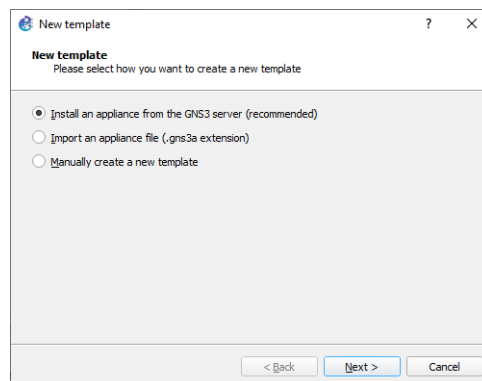 New template
?
New template
Please select how you want to create a new template
Install an appliance from the GNS3 server (recommended)
Import an appliance file (.gns3a extension)
Manually create a new template
< Back
Next >
Cancel